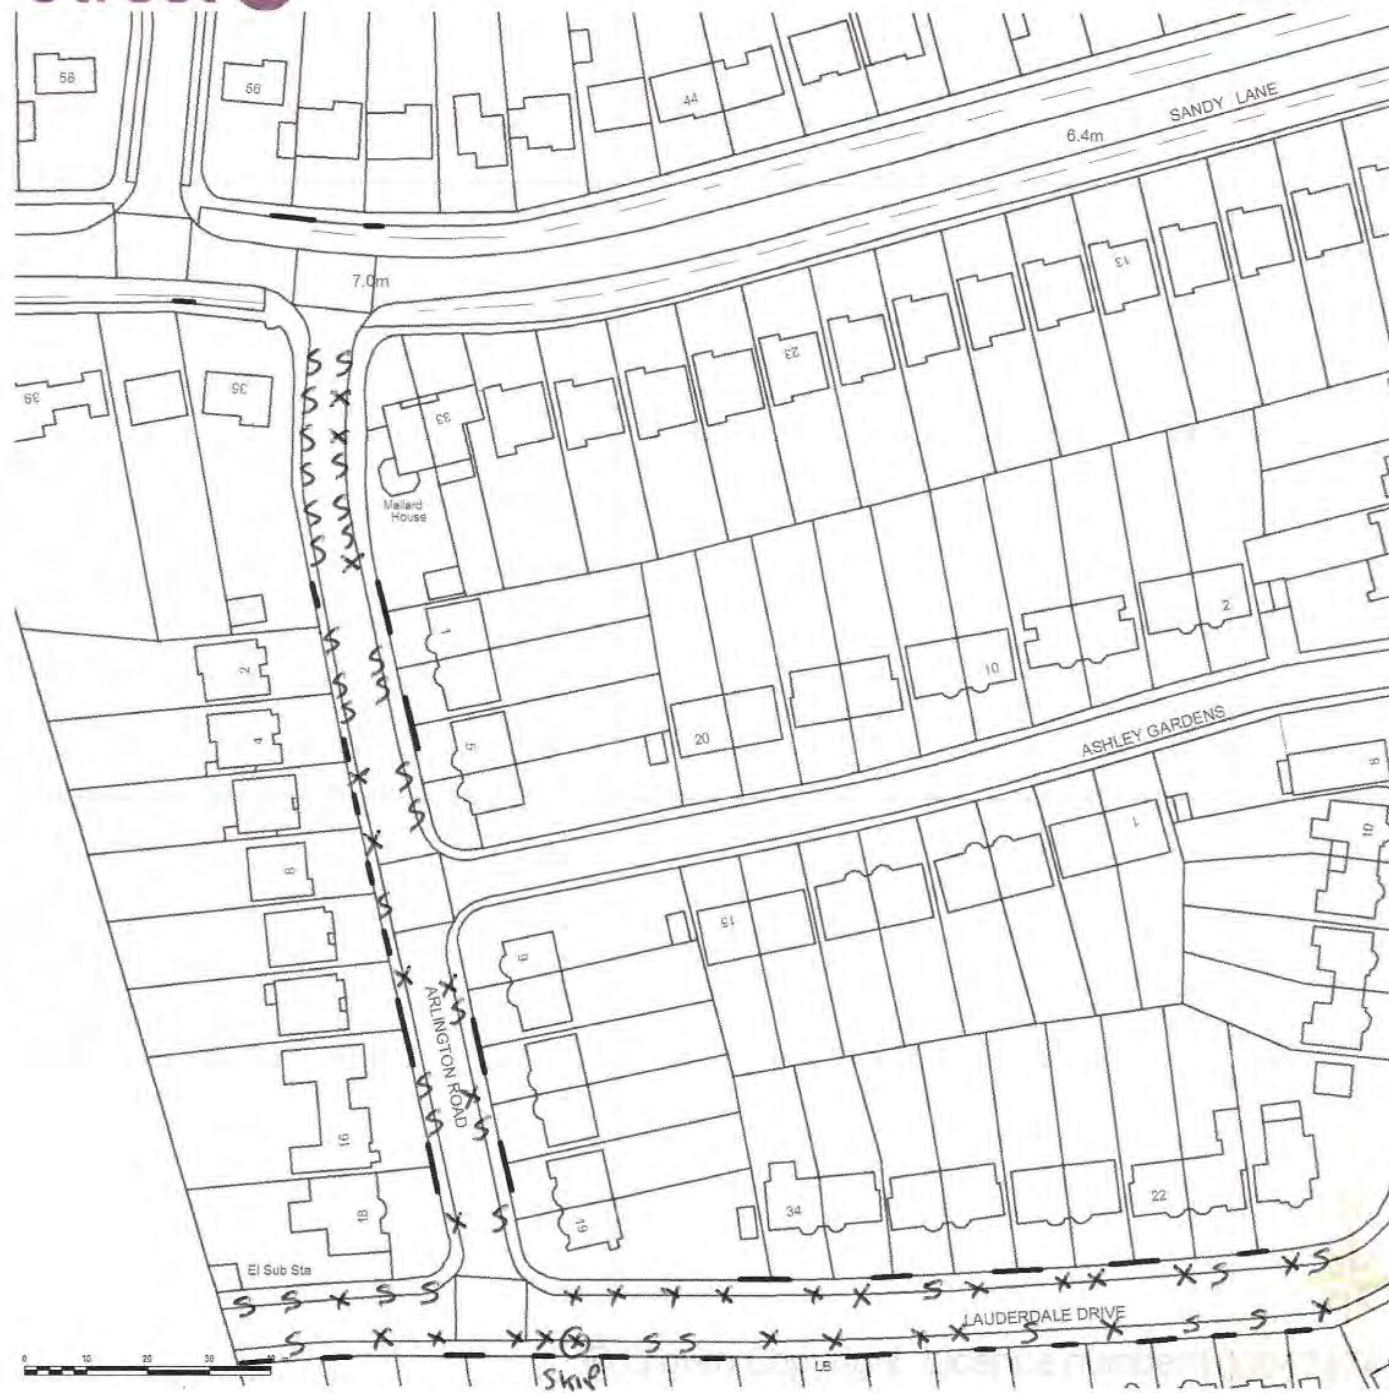 58
56
44
SANDY LANE
6.4m
7.0m
13
23
33
35
39
Mallard
House
S S
S X
S X
S S
S S
S S
X
1
2
2
S
S
S S
S
4
5
10
20
ASHLEY GARDENS
X
S
S
X
8
8
10
1
S
15
9
X X
S
ARLINGTON ROAD
S X
S S
16
22
34
18
19
X S
El Sub Sta
S S X S S
X X X X X X S X X X X S X S
LAUDERDALE DRIVE
S X X X X X S S X X X X S X S S X
LB
0 10 20 30 40
Skip